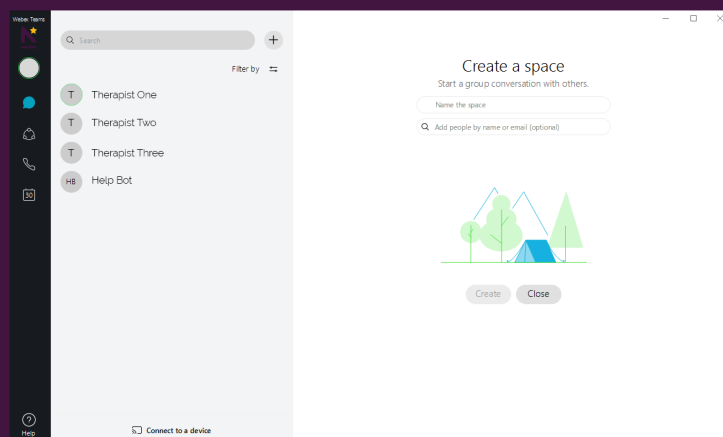 Webex Teams
Search
Filter by
T Therapist One
T Therapist Two
T Therapist Three
HB Help Bot
30
Help
Connect to a device
Create a space
Start a group conversation with others.
Name the space
Add people by name or email (optional)
Create Close